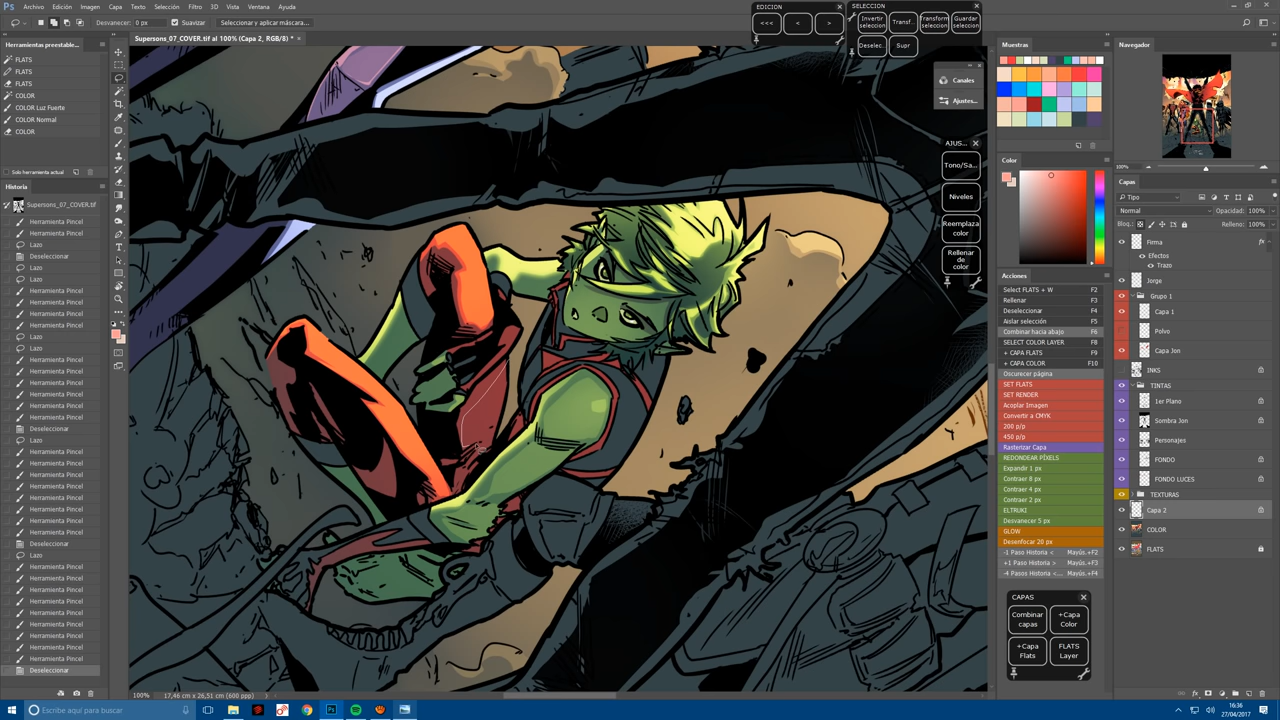 Archivo Edición Imagen Capa Texto Selección Filtro 3D Vista Ventana Ayuda
Desvanecer: 0 px Suavizar Seleccionar y aplicar máscara...
EDICION
<<< < >
SELECCION
Invertir seleccion
Transf...
Transform seleccion
Guardar seleccion
Deselec...
Supr
Herramientas preestable...
FLATS
FLATS
FLATS
COLOR
COLOR Luz Fuerte
COLOR Normal
COLOR
Solo herramienta actual
Historia
Supersons_07_COVER.tif
Herramienta Pincel
Herramienta Pincel
Lazo
Deseleccionar
Lazo
Lazo
Herramienta Pincel
Herramienta Pincel
Herramienta Pincel
Herramienta Pincel
Lazo
Lazo
Herramienta Pincel
Herramienta Pincel
Herramienta Pincel
Herramienta Pincel
Herramienta Pincel
Herramienta Pincel
Deseleccionar
Lazo
Herramienta Pincel
Herramienta Pincel
Herramienta Pincel
Herramienta Pincel
Herramienta Pincel
Herramienta Pincel
Herramienta Pincel
Herramienta Pincel
Deseleccionar
Lazo
Herramienta Pincel
Herramienta Pincel
Herramienta Pincel
Herramienta Pincel
Herramienta Pincel
Herramienta Pincel
Herramienta Pincel
Herramienta Pincel
Herramienta Pincel
Deseleccionar
Supersons_07_COVER.tif al 100% (Capa 2, RGB/8) * ×
100% 17,46 cm x 26,51 cm (600 ppp)
Canales
Ajustes...
AJUS...
Tono/Sa...
Niveles
Reemplaza color
Rellenar de color
Muestras
Color
Acciones
Select FLATS + W F2
Rellenar F3
Deseleccionar F4
Aislar selección F5
Combinar hacia abajo F6
SELECT COLOR LAYER F8
+ CAPA FLATS F9
+ CAPA COLOR F10
Oscurecer página
SET FLATS
SET RENDER
Acoplar Imagen
Convertir a CMYK
200 p/p
450 p/p
Rasterizar Capa
REDONDEAR PÍXELS
Expandir 1 px
Contraer 8 px
Contraer 4 px
Contraer 2 px
ELTRUKI
Desvanecer 5 px
GLOW
Desenfocar 20 px
-1 Paso Historia < Mayús.+F2
+1 Paso Historia > Mayús.+F3
-4 Pasos Historia <... Mayús.+F4
CAPAS
Combinar capas
+Capa Color
+Capa Flats
FLATS Layer
Navegador
100%
Capas
Tipo
Normal Opacidad: 100%
Bloq.: Relleno: 100%
Firma fx
Efectos
Trazo
Jorge
Grupo 1
Capa 1
Polvo
Capa Jon
INKS
TINTAS
1er Plano
Sombra Jon
Personajes
FONDO
FONDO LUCES
TEXTURAS
Capa 2
COLOR
FLATS
Escribe aquí para buscar
16:36
27/04/2017